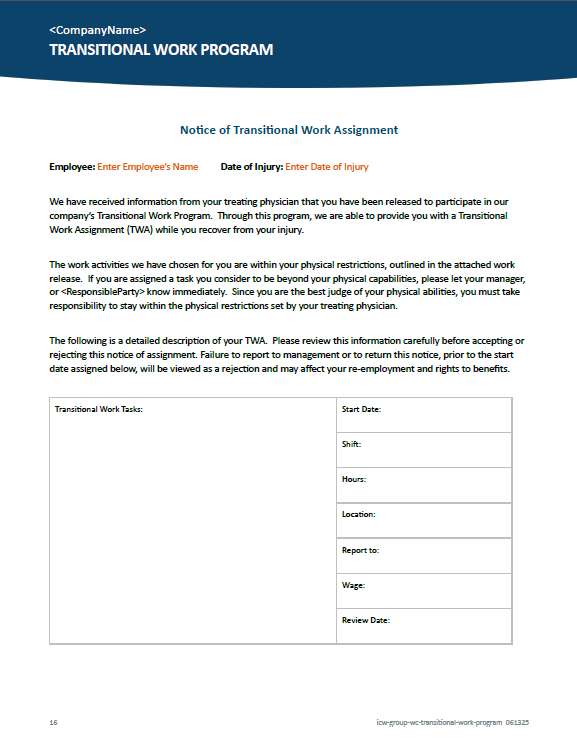 <CompanyName>
TRANSITIONAL WORK PROGRAM
Notice of Transitional Work Assignment
Employee: Enter Employee's Name Date of Injury: Enter Date of Injury
We have received information from your treating physician that you have been released to participate in our
company's Transitional Work Program. Through this program, we are able to provide you with a Transitional
Work Assignment (TWA) while you recover from your injury.
The work activities we have chosen for you are within your physical restrictions, outlined in the attached work
release. If you are assigned a task you consider to be beyond your physical capabilities, please let your manager,
or <ResponsibleParty> know immediately. Since you are the best judge of your physical abilities, you must take
responsibility to stay within the physical restrictions set by your treating physician.
The following is a detailed description of your TWA. Please review this information carefully before accepting or
rejecting this notice of assignment. Failure to report to management or to return this notice, prior to the start
date assigned below, will be viewed as a rejection and may affect your re-employment and rights to benefits.
Transitional Work Tasks:
Start Date:
Shift:
Hours:
Location:
Report to:
Wage:
Review Date:
16
icw-group-wc-transitional-work-program 061323